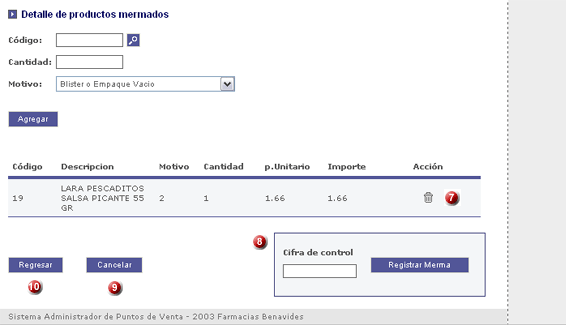 Detalle de productos mermados
Código:
Cantidad:
Motivo: Blister o Empaque Vacio
Agregar
Código Descripcion Motivo Cantidad p.Unitario Importe Acción
LARA PESCADITOS
19 SALSA PICANTE 55 2 1 1.66 1.66 7
GR
8
Cifra de control
Regresar Cancelar Registrar Merma
10 9
Sistema Administrador de Puntos de Venta - 2003 Farmacias Benavides